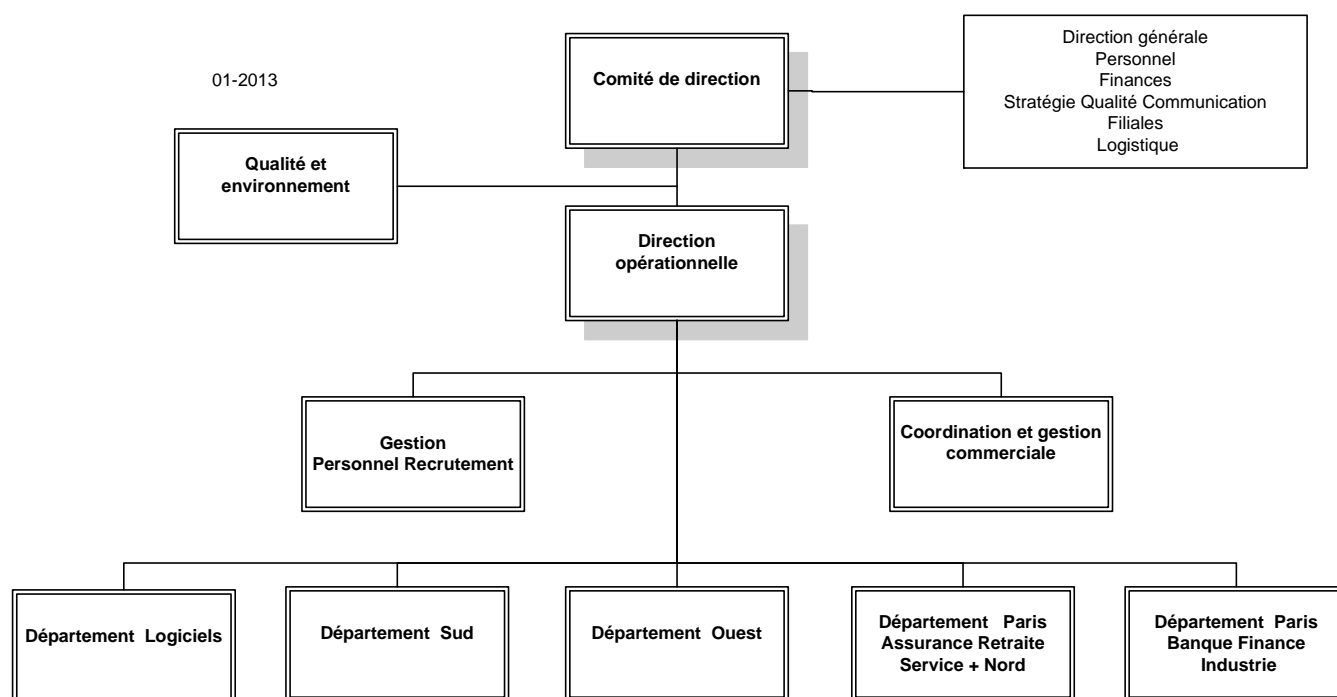 01-2013
Comité de direction
Direction générale
Personnel
Finances
Stratégie Qualité Communication
Filiales
Logistique
Qualité et
environnement
Direction
opérationnelle
Gestion
Personnel Recrutement
Coordination et gestion
commerciale
Département Logiciels
Département Sud
Département Ouest
Département Paris
Assurance Retraite
Service + Nord
Département Paris
Banque Finance
Industrie